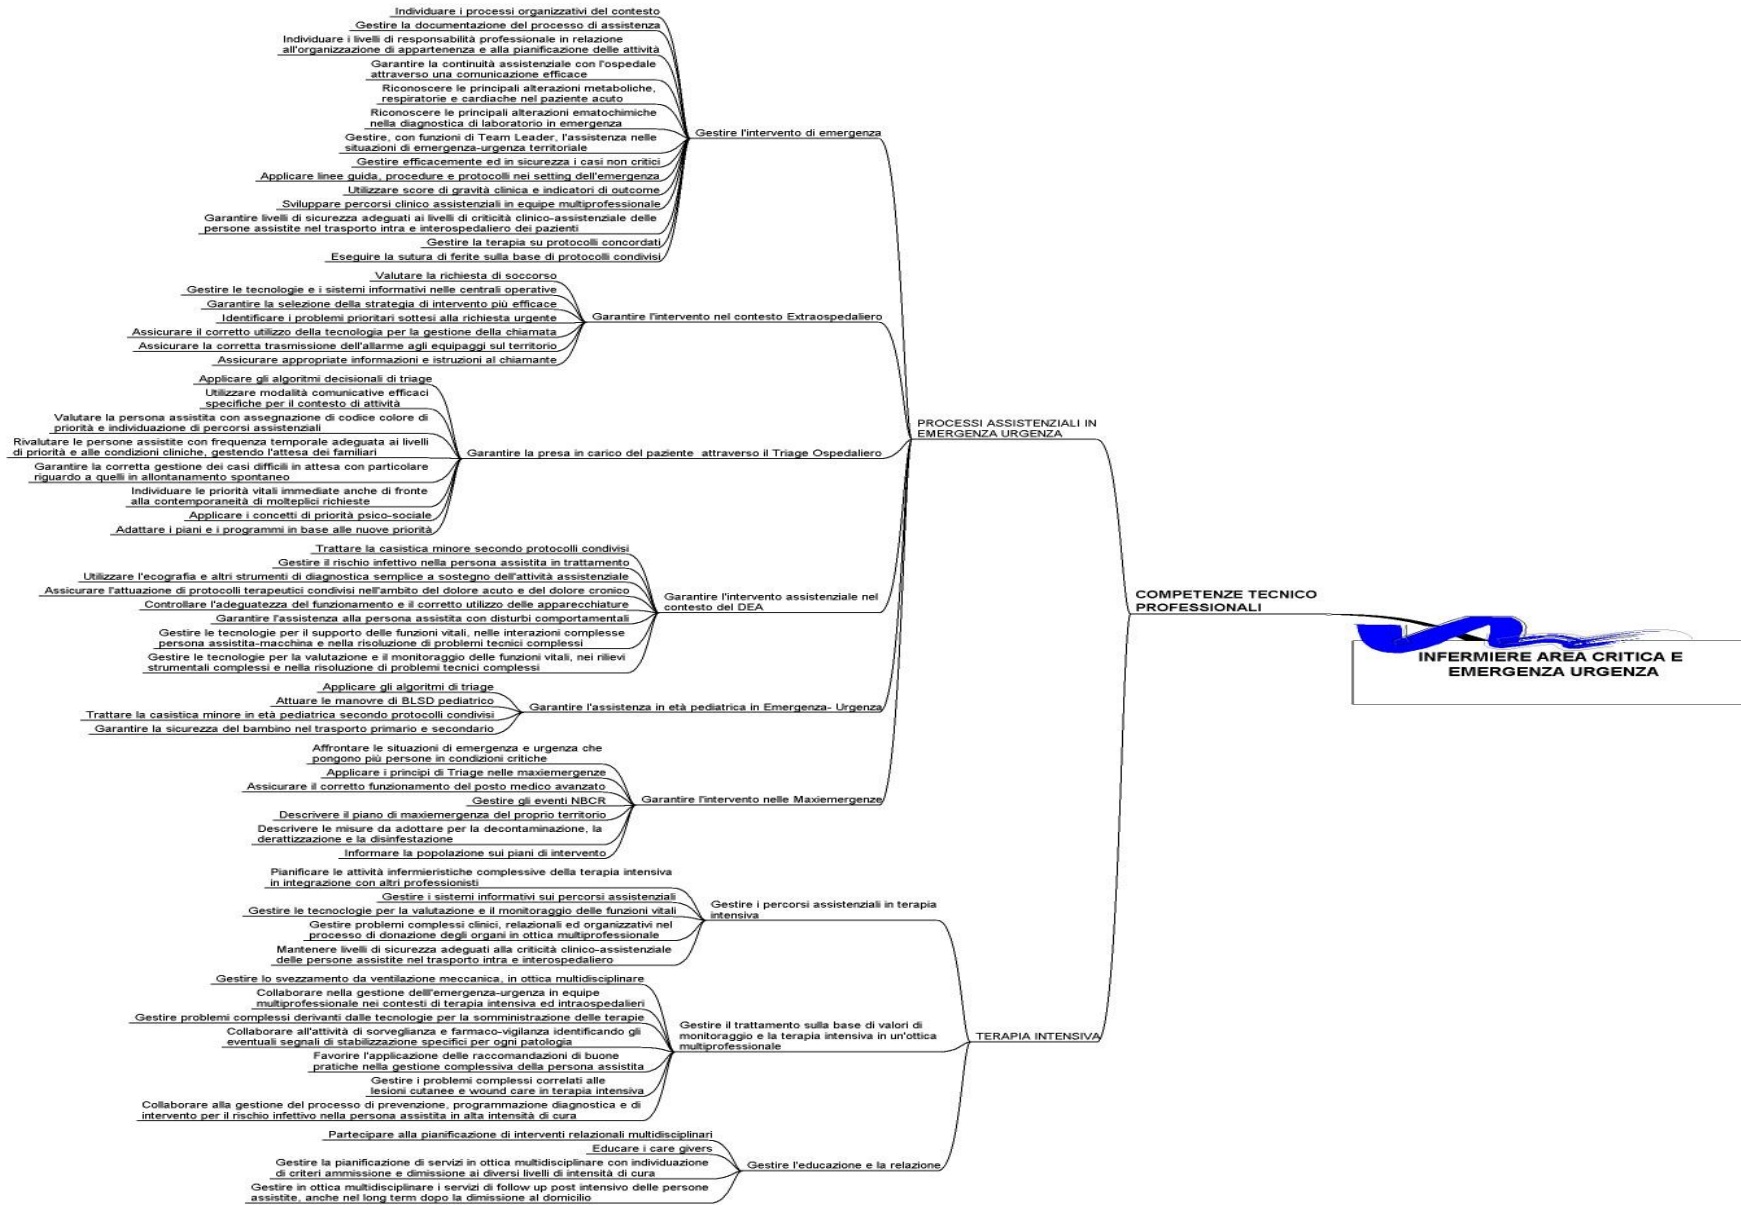 Individuare i processi organizzativi del contesto
Gestire la documentazione del processo di assistenza
Individuare i livelli di responsabilità professionale in relazione
all'organizzazione di appartenenza e alla pianificazione delle attività
Garantire la continuità assistenziale con l'ospedale
attraverso una comunicazione efficace
Riconoscere le principali alterazioni metaboliche,
respiratorie e cardiache nel paziente acuto
Riconoscere le principali alterazioni ematochimiche
nella diagnostica di laboratorio in emergenza
Gestire, con funzioni di Team Leader, l'assistenza nelle
situazioni di emergenza-urgenza territoriale
Gestire efficacemente ed in sicurezza i casi non critici
Applicare linee guida, procedure e protocolli nei setting dell'emergenza
Utilizzare score di gravità clinica e indicatori di outcome
Sviluppare percorsi clinico assistenziali in equipe multiprofessionale
Garantire livelli di sicurezza adeguati ai livelli di criticità clinico-assistenziale delle
persone assistite nel trasporto intra e interospedaliero dei pazienti
Gestire la terapia su protocolli concordati
Eseguire la sutura di ferite sulla base di protocolli condivisi
Gestire l'intervento di emergenza
Valutare la richiesta di soccorso
Gestire le tecnologie e i sistemi informativi nelle centrali operative
Garantire la selezione della strategia di intervento più efficace
Identificare i problemi prioritari sottesi alla richiesta urgente
Assicurare il corretto utilizzo della tecnologia per la gestione della chiamata
Assicurare la corretta trasmissione dell'allarme agli equipaggi sul territorio
Assicurare appropriate informazioni e istruzioni al chiamante
Garantire l'intervento nel contesto Extraospedaliero
Applicare gli algoritmi decisionali di triage
Utilizzare modalità comunicative efficaci
specifiche per il contesto di attività
Valutare la persona assistita con assegnazione di codice colore di
priorità e individuazione di percorsi assistenziali
Rivalutare le persone assistite con frequenza temporale adeguata ai livelli
di priorità e alle condizioni cliniche, gestendo l'attesa dei familiari
Garantire la corretta gestione dei casi difficili in attesa con particolare
riguardo a quelli in allontanamento spontaneo
Individuare le priorità vitali immediate anche di fronte
alla contemporaneità di molteplici richieste
Applicare i concetti di priorità psico-sociale
Adattare i piani e i programmi in base alle nuove priorità
Garantire la presa in carico del paziente attraverso il Triage Ospedaliero
Trattare la casistica minore secondo protocolli condivisi
Gestire il rischio infettivo nella persona assistita in trattamento
Utilizzare l'ecografia e altri strumenti di diagnostica semplice a sostegno dell'attività assistenziale
Assicurare l'attuazione di protocolli terapeutici condivisi nell'ambito del dolore acuto e del dolore cronico
Controllare l'adeguatezza del funzionamento e il corretto utilizzo delle apparecchiature
Garantire l'assistenza alla persona assistita con disturbi comportamentali
Gestire le tecnologie per il supporto delle funzioni vitali, nelle interazioni complesse
persona assistita-macchina e nella risoluzione di problemi tecnici complessi
Gestire le tecnologie per la valutazione e il monitoraggio delle funzioni vitali, nei rilievi
strumentali complessi e nella risoluzione di problemi tecnici complessi
Garantire l'intervento assistenziale nel
contesto del DEA
Applicare gli algoritmi di triage
Attuare le manovre di BLSD pediatrico
Trattare la casistica minore in età pediatrica secondo protocolli condivisi
Garantire la sicurezza del bambino nel trasporto primario e secondario
Garantire l'assistenza in età pediatrica in Emergenza- Urgenza
Affrontare le situazioni di emergenza e urgenza che
pongono più persone in condizioni critiche
Applicare i principi di Triage nelle maxiemergenze
Assicurare il corretto funzionamento del posto medico avanzato
Gestire gli eventi NBCR
Descrivere il piano di maxiemergenza del proprio territorio
Descrivere le misure da adottare per la decontaminazione, la
derattizzazione e la disinfestazione
Informare la popolazione sui piani di intervento
Garantire l'intervento nelle Maxiemergenze
PROCESSI ASSISTENZIALI IN
EMERGENZA URGENZA
Pianificare le attività infermieristiche complessive della terapia intensiva
in integrazione con altri professionisti
Gestire i sistemi informativi sui percorsi assistenziali
Gestire le tecnoclogie per la valutazione e il monitoraggio delle funzioni vitali
Gestire problemi complessi clinici, relazionali ed organizzativi nel
processo di donazione degli organi in ottica multiprofessionale
Mantenere livelli di sicurezza adeguati alla criticità clinico-assistenziale
delle persone assistite nel trasporto intra e interospedaliero
Gestire i percorsi assistenziali in terapia
intensiva
Gestire lo svezzamento da ventilazione meccanica, in ottica multidisciplinare
Collaborare nella gestione delll'emergenza-urgenza in equipe
multiprofessionale nei contesti di terapia intensiva ed intraospedalieri
Gestire problemi complessi derivanti dalle tecnologie per la somministrazione delle terapie
Collaborare all'attività di sorveglianza e farmaco-vigilanza identificando gli
eventuali segnali di stabilizzazione specifici per ogni patologia
Favorire l'applicazione delle raccomandazioni di buone
pratiche nella gestione complessiva della persona assistita
Gestire i problemi complessi correlati alle
lesioni cutanee e wound care in terapia intensiva
Collaborare alla gestione del processo di prevenzione, programmazione diagnostica e di
intervento per il rischio infettivo nella persona assistita in alta intensità di cura
Gestire il trattamento sulla base di valori di
monitoraggio e la terapia intensiva in un'ottica
multiprofessionale
Partecipare alla pianificazione di interventi relazionali multidisciplinari
Educare i care givers
Gestire la pianificazione di servizi in ottica multidisciplinare con individuazione
di criteri ammissione e dimissione ai diversi livelli di intensità di cura
Gestire in ottica multidisciplinare i servizi di follow up post intensivo delle persone
assistite, anche nel long term dopo la dimissione al domicilio
Gestire l'educazione e la relazione
TERAPIA INTENSIVA
COMPETENZE TECNICO
PROFESSIONALI
INFERMIERE AREA CRITICA E
EMERGENZA URGENZA